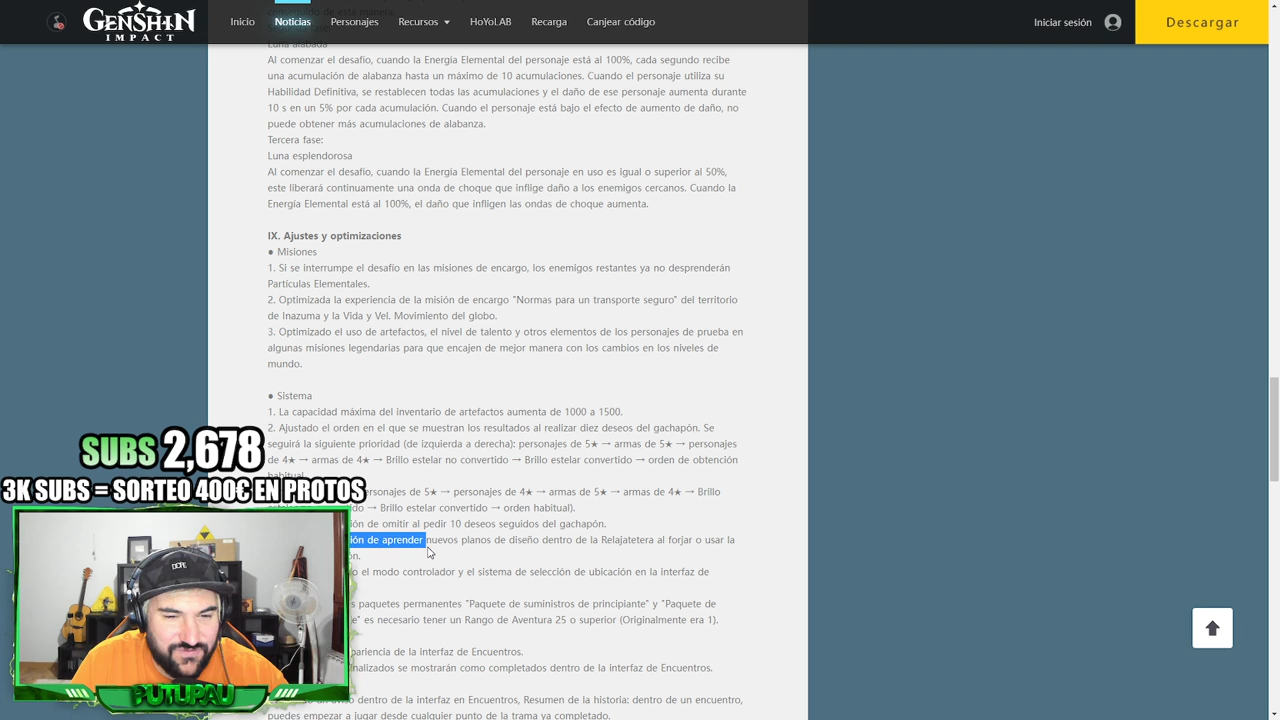 GENSHIN
IMPACT
Inicio
Noticias
Personajes
Recursos
HoYoLAB
Recarga
Canjear código
Iniciar sesión
Descargar
Luna alabada
Al comenzar el desafío, cuando la Energía Elemental del personaje está al 100%, cada segundo recibe
una acumulación de alabanza hasta un máximo de 10 acumulaciones. Cuando el personaje utiliza su
Habilidad Definitiva, se restablecen todas las acumulaciones y el daño de ese personaje aumenta durante
10 s en un 5% por cada acumulación. Cuando el personaje está bajo el efecto de aumento de daño, no
puede obtener más acumulaciones de alabanza.
Tercera fase:
Luna esplendorosa
Al comenzar el desafío, cuando la Energía Elemental del personaje en uso es igual o superior al 50%,
este liberará continuamente una onda de choque que inflige daño a los enemigos cercanos. Cuando la
Energía Elemental está al 100%, el daño que infligen las ondas de choque aumenta.
IX. Ajustes y optimizaciones
● Misiones
1. Si se interrumpe el desafío en las misiones de encargo, los enemigos restantes ya no desprenderán
Partículas Elementales.
2. Optimizada la experiencia de la misión de encargo "Normas para un transporte seguro" del territorio
de Inazuma y la Vida y Vel. Movimiento del globo.
3. Optimizado el uso de artefactos, el nivel de talento y otros elementos de los personajes de prueba en
algunas misiones legendarias para que encajen de mejor manera con los cambios en los niveles de
mundo.
● Sistema
1. La capacidad máxima del inventario de artefactos aumenta de 1000 a 1500.
2. Ajustado el orden en el que se muestran los resultados al realizar diez deseos del gachapón. Se
seguirá la siguiente prioridad (de izquierda a derecha): personajes de 5★ → armas de 5★ → personajes
de 4★ → armas de 4★ → Brillo estelar no convertido → Brillo estelar convertido → orden de obtención
habitual.
ersonajes de 5★ → personajes de 4★ → armas de 5★ → armas de 4★ → Brillo
do → Brillo estelar convertido → orden habitual).
ión de omitir al pedir 10 deseos seguidos del gachapón.
ión de aprender nuevos planos de diseño dentro de la Relajatetera al forjar o usar la
ón.
o el modo controlador y el sistema de selección de ubicación en la interfaz de
s paquetes permanentes "Paquete de suministros de principiante" y "Paquete de
e" es necesario tener un Rango de Aventura 25 o superior (Originalmente era 1).
pariencia de la interfaz de Encuentros.
nalizados se mostrarán como completados dentro de la interfaz de Encuentros.
o un aviso dentro de la interfaz en Encuentros, Resumen de la historia: dentro de un encuentro,
puedes empezar a jugar desde cualquier punto de la trama ya completado.
SUBS 2,678
3K SUBS = SORTEO 400€ EN PROTOS
DOPE
PUTUPAU